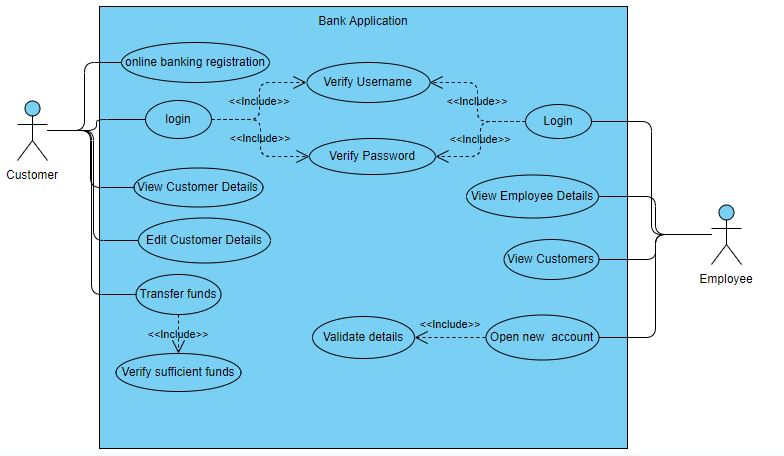 Bank Application
online banking registration
Verify Username
<<Include>>
<<Include>>
login
Login
<<Include>>
<<Include>>
Verify Password
Customer
View Customer Details
View Employee Details
Edit Customer Details
View Customers
Employee
Transfer funds
<<Include>>
<<Include>>
Validate details
Open new  account
Verify sufficient funds